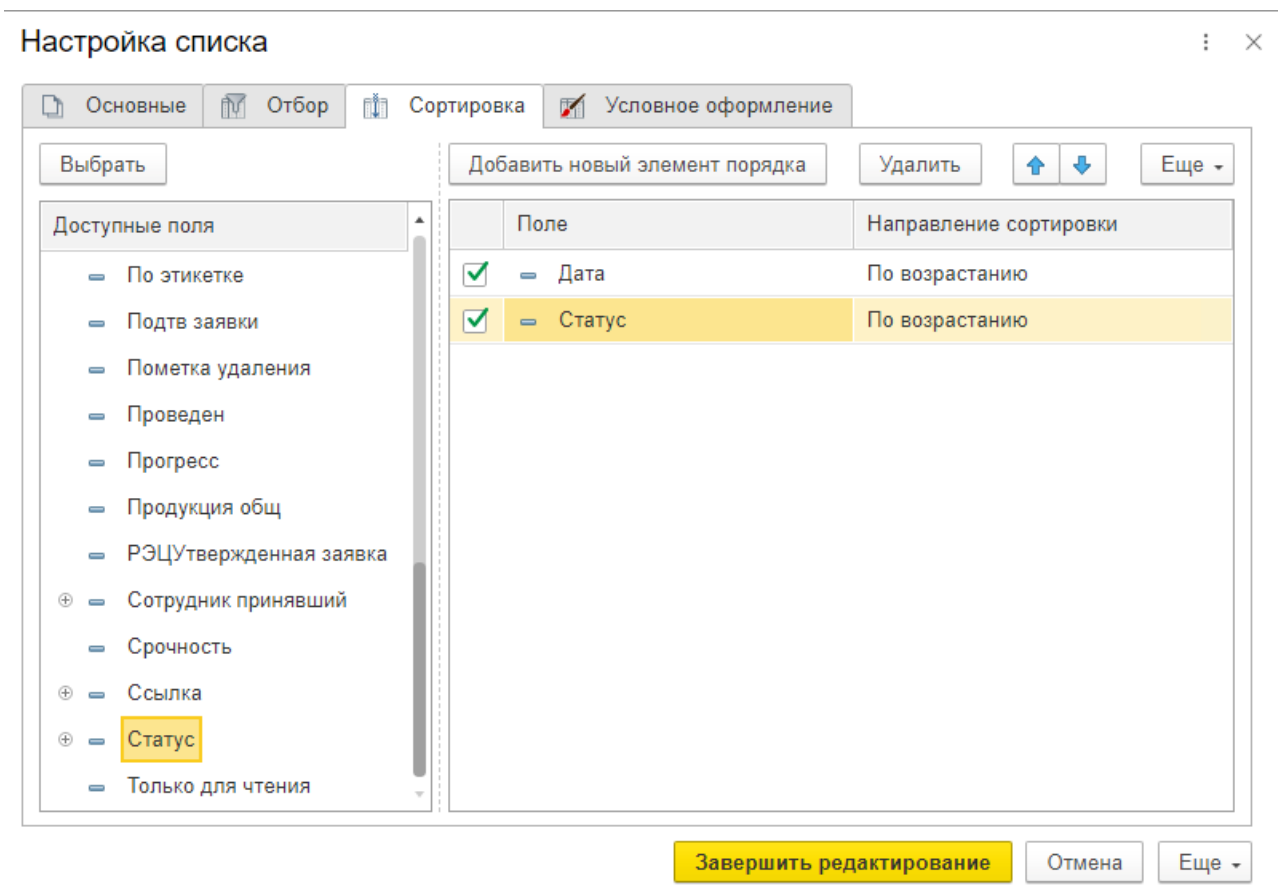 Настройка списка
Основные
Отбор
Сортировка
Условное оформление
Выбрать
Добавить новый элемент порядка
Удалить
Еще
Доступные поля
По этикетке
Подтв заявки
Пометка удаления
Проведен
Прогресс
Продукция общ
РЭЦУтвержденная заявка
Сотрудник принявший
Срочность
Ссылка
Статус
Только для чтения
Поле Направление сортировки
Дата По возрастанию
Статус По возрастанию
Завершить редактирование
Отмена
Еще